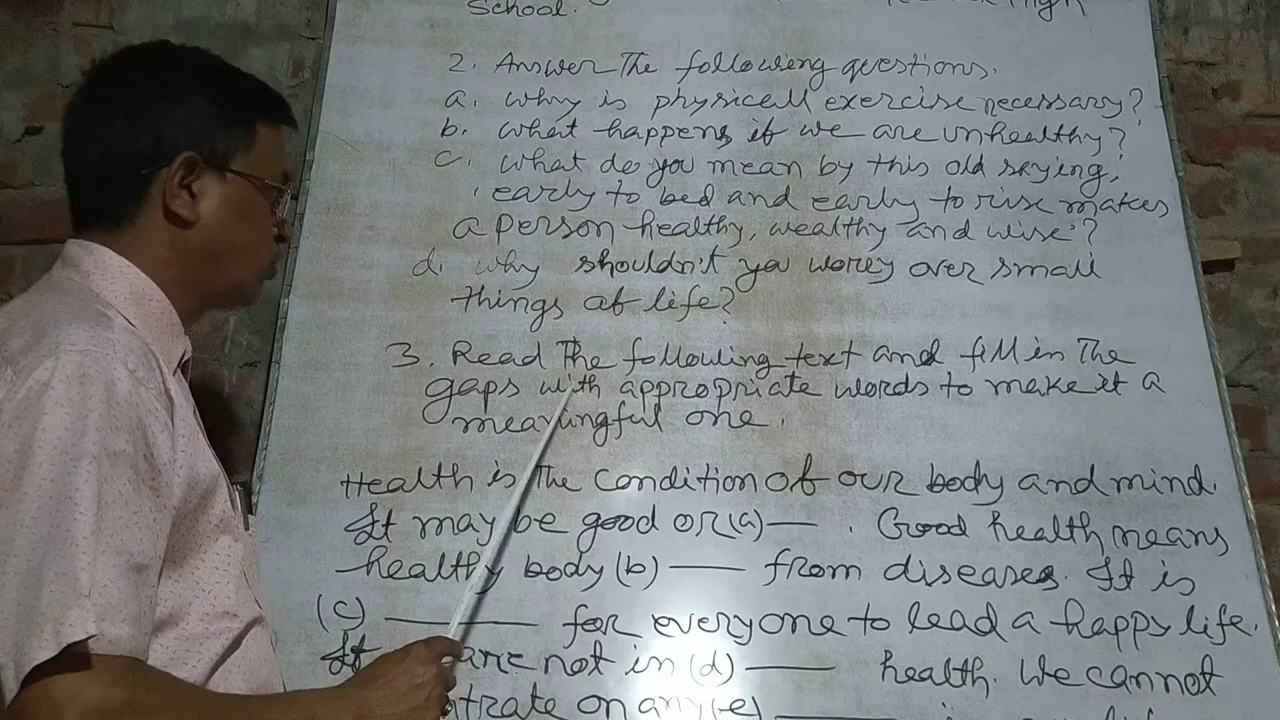 School. High
2. Answer The following questions.
a. why is physicall exercise necessary?
b. what happens if we are unhealthy?
c. what do you mean by this old saying,
'early to bed and early to rise makes
a person healthy, wealthy and wise'?
d. why shouldn't you worry over small
things of life?
3. Read The following text and fill in The
gaps with appropriate words to make it a
meaningful one.
Health is The condition of our body and mind.
It may be good or (a) — . Good health means
healthy body (b) — from diseases. It is
(c) — for everyone to lead a happy life.
If are not in (d) — health. We cannot
trate on any (e) —